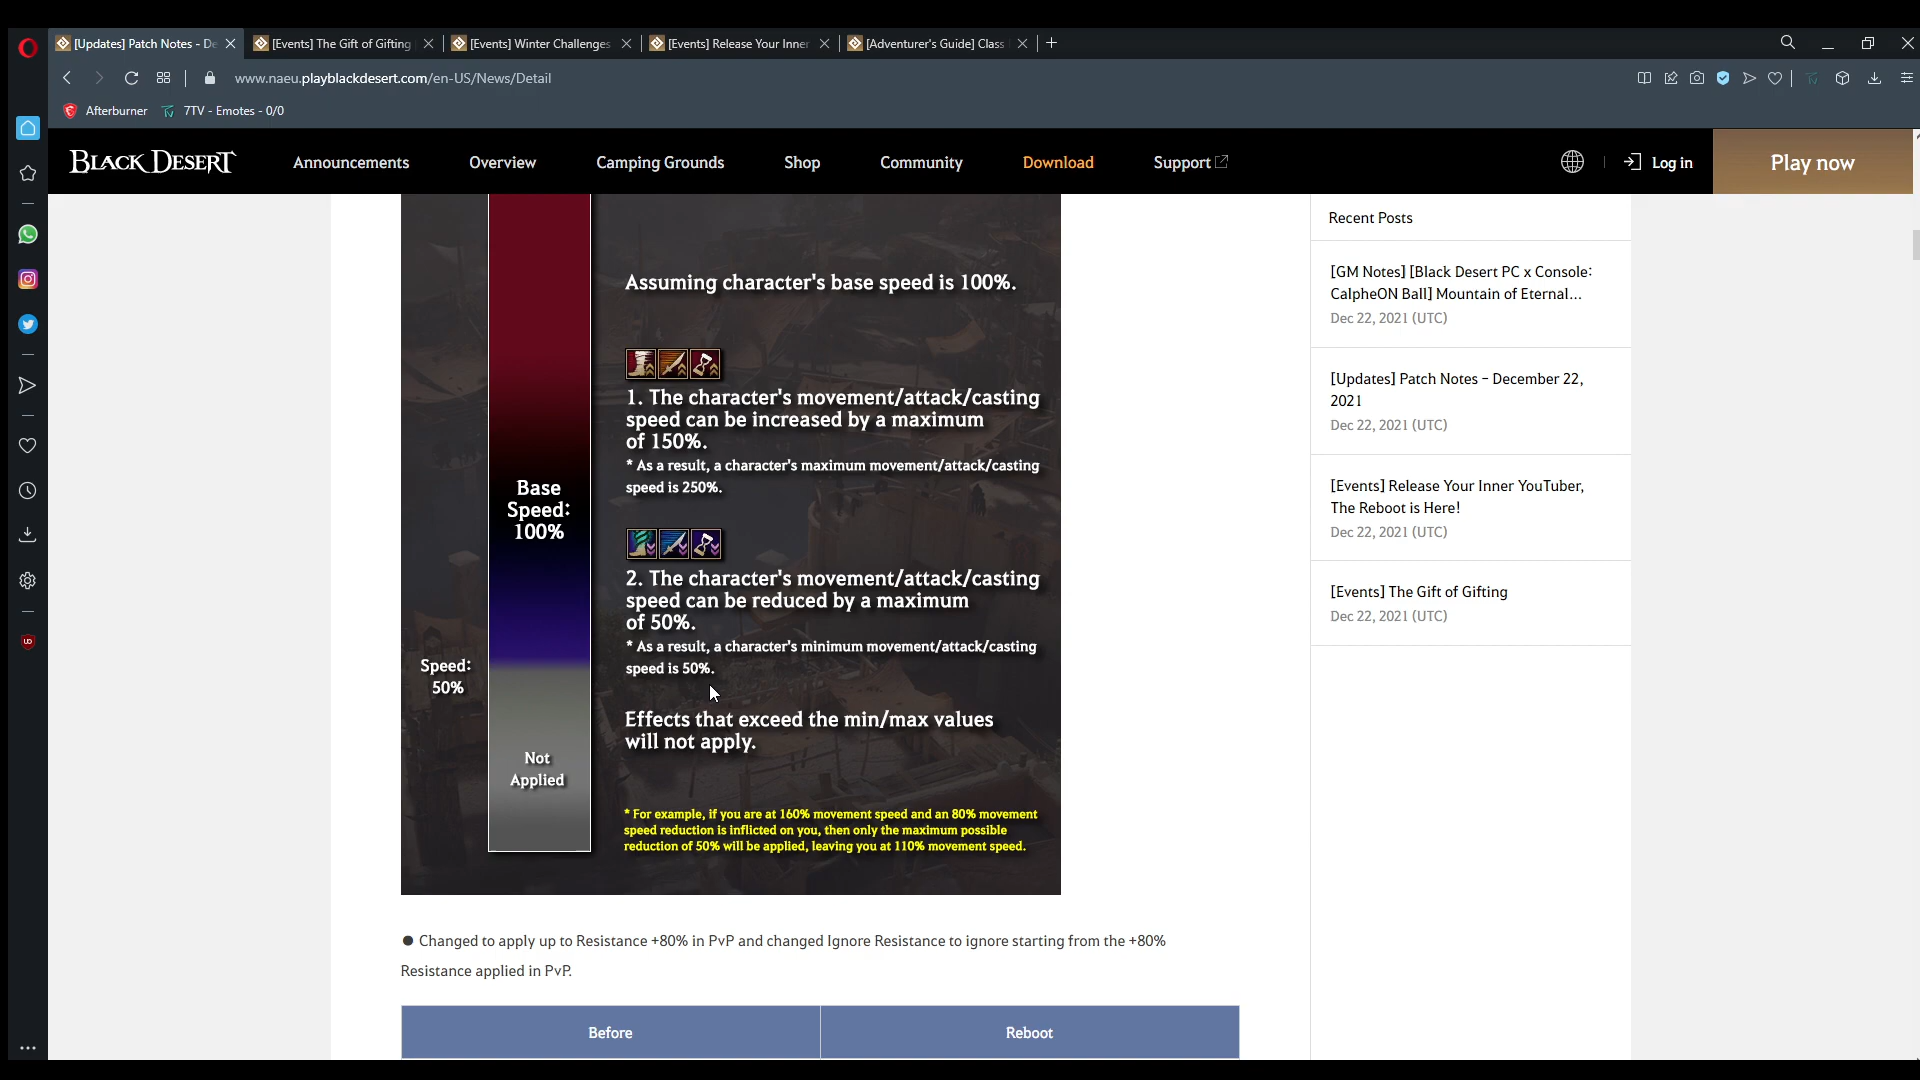 [Updates] Patch Notes - De
[Events] The Gift of Gifting
[Events] Winter Challenges
[Events] Release Your Inner
[Adventurer's Guide] Class
www.naeu.playblackdesert.com/en-US/News/Detail
Afterburner
7TV - Emotes - 0/0
BLACK DESERT
Announcements
Overview
Camping Grounds
Shop
Community
Download
Support
Log in
Play now
Assuming character's base speed is 100%.
1. The character's movement/attack/casting
speed can be increased by a maximum
of 150%.
* As a result, a character's maximum movement/attack/casting
speed is 250%.
Base
Speed:
100%
2. The character's movement/attack/casting
speed can be reduced by a maximum
of 50%.
* As a result, a character's minimum movement/attack/casting
speed is 50%.
Speed:
50%
Effects that exceed the min/max values
will not apply.
Not
Applied
* For example, if you are at 160% movement speed and an 80% movement
speed reduction is inflicted on you, then only the maximum possible
reduction of 50% will be applied, leaving you at 110% movement speed.
● Changed to apply up to Resistance +80% in PvP and changed Ignore Resistance to ignore starting from the +80%
Resistance applied in PvP.
Before
Reboot
Recent Posts
[GM Notes] [Black Desert PC x Console:
CalpheON Ball] Mountain of Eternal...
Dec 22, 2021 (UTC)
[Updates] Patch Notes - December 22,
2021
Dec 22, 2021 (UTC)
[Events] Release Your Inner YouTuber,
The Reboot is Here!
Dec 22, 2021 (UTC)
[Events] The Gift of Gifting
Dec 22, 2021 (UTC)